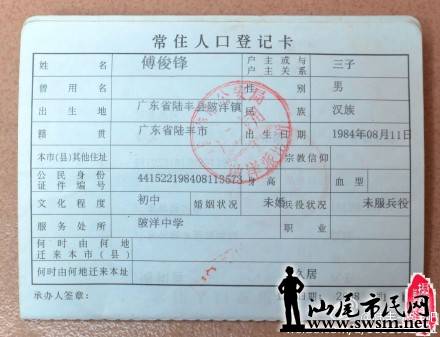 常住人口登记卡
姓名 傅俊锋 户主或与户主关系 三子
曾用名 性别 男
出生地 广东省陆丰县陂洋镇 民族 汉族
籍贯 广东省陆丰市 出生日期 1984年08月11日
本市(县)其他住址 宗教信仰
公民身份证件编号 身高 血型
文化程度 初中 婚姻状况 未婚 兵役状况 未服兵役
服务处所 陂洋中学 职业
何时由何地迁来本市(县)
何时由何地迁来本址 久居
承办人签章:
汕尾市民网
www.swsm.net